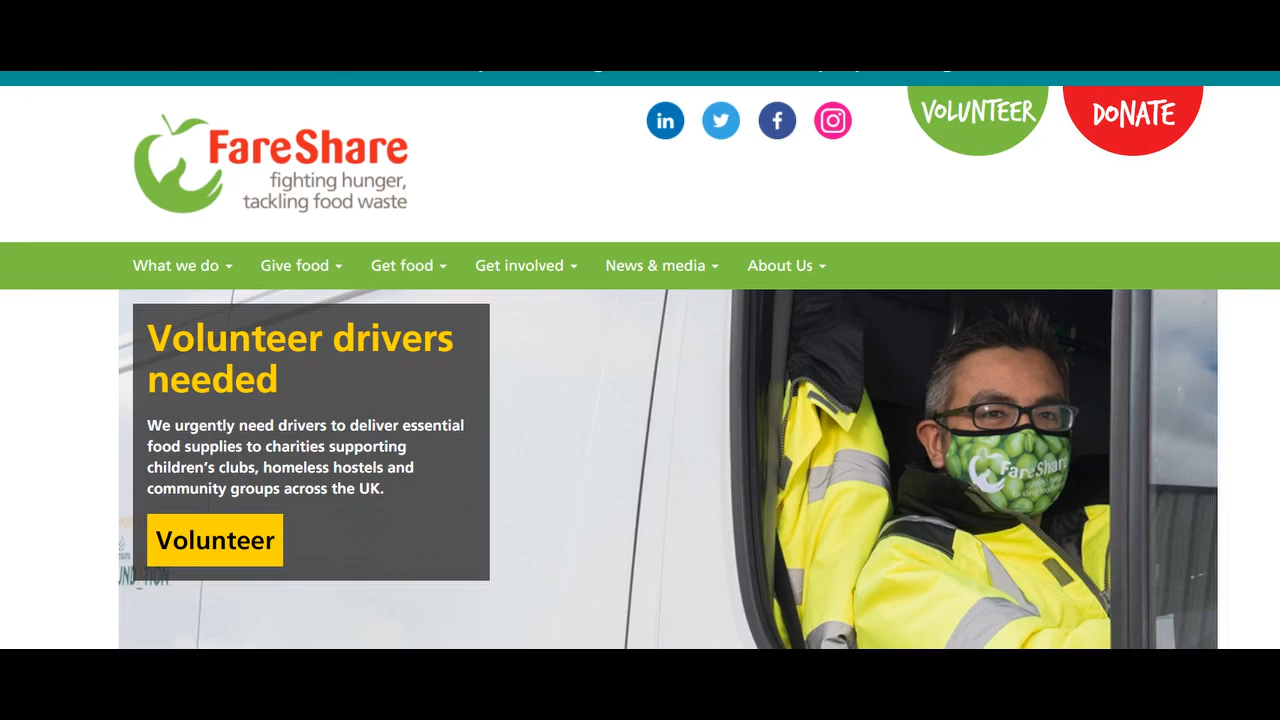 VOLUNTEER
DONATE
FareShare
fighting hunger,
tackling food waste
What we do
Give food
Get food
Get involved
News & media
About Us
Volunteer drivers
needed
We urgently need drivers to deliver essential
food supplies to charities supporting
children's clubs, homeless hostels and
community groups across the UK.
Volunteer
FareShare